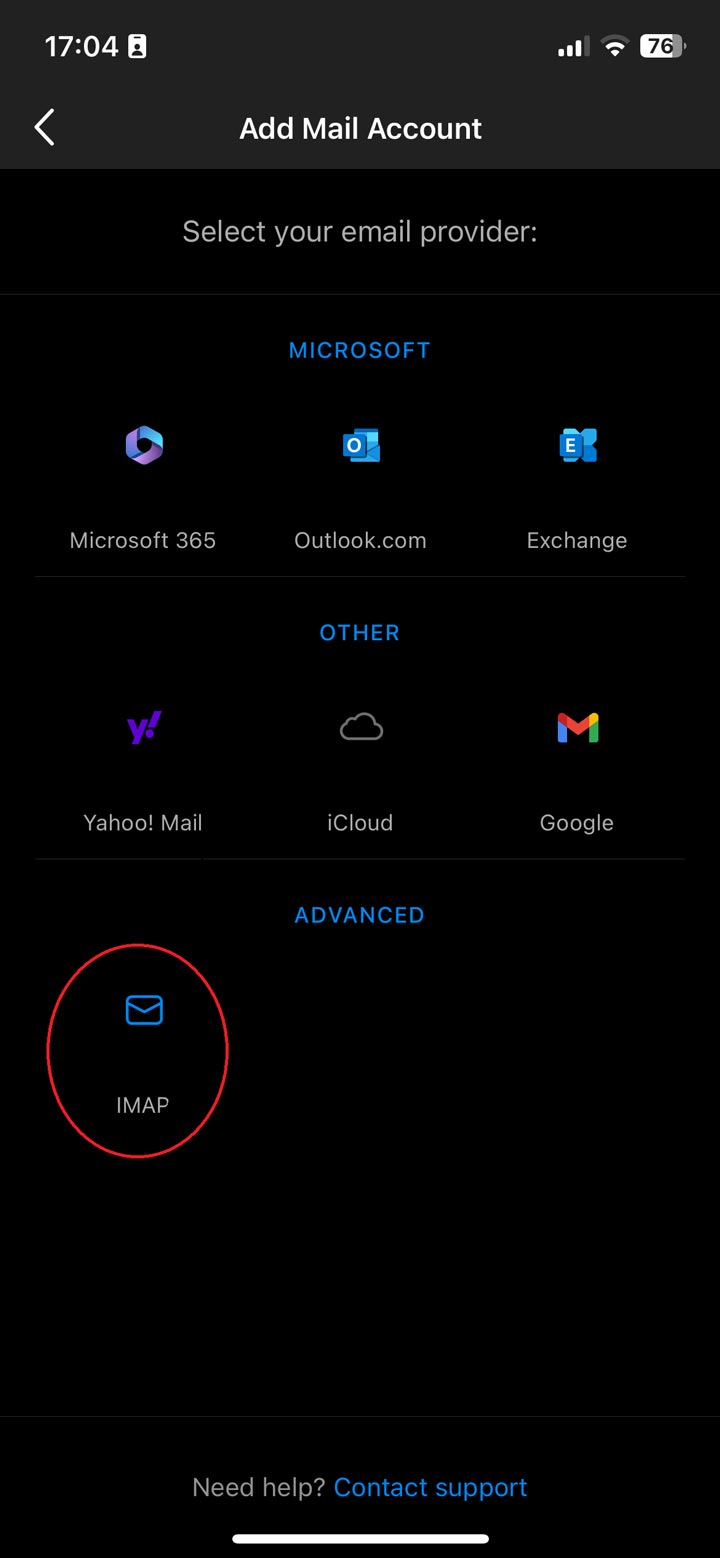 17:04
76
Add Mail Account
Select your email provider:
MICROSOFT
O
E
Microsoft 365
Outlook.com
Exchange
OTHER
y!
Yahoo! Mail
iCloud
Google
ADVANCED
IMAP
Need help? Contact support